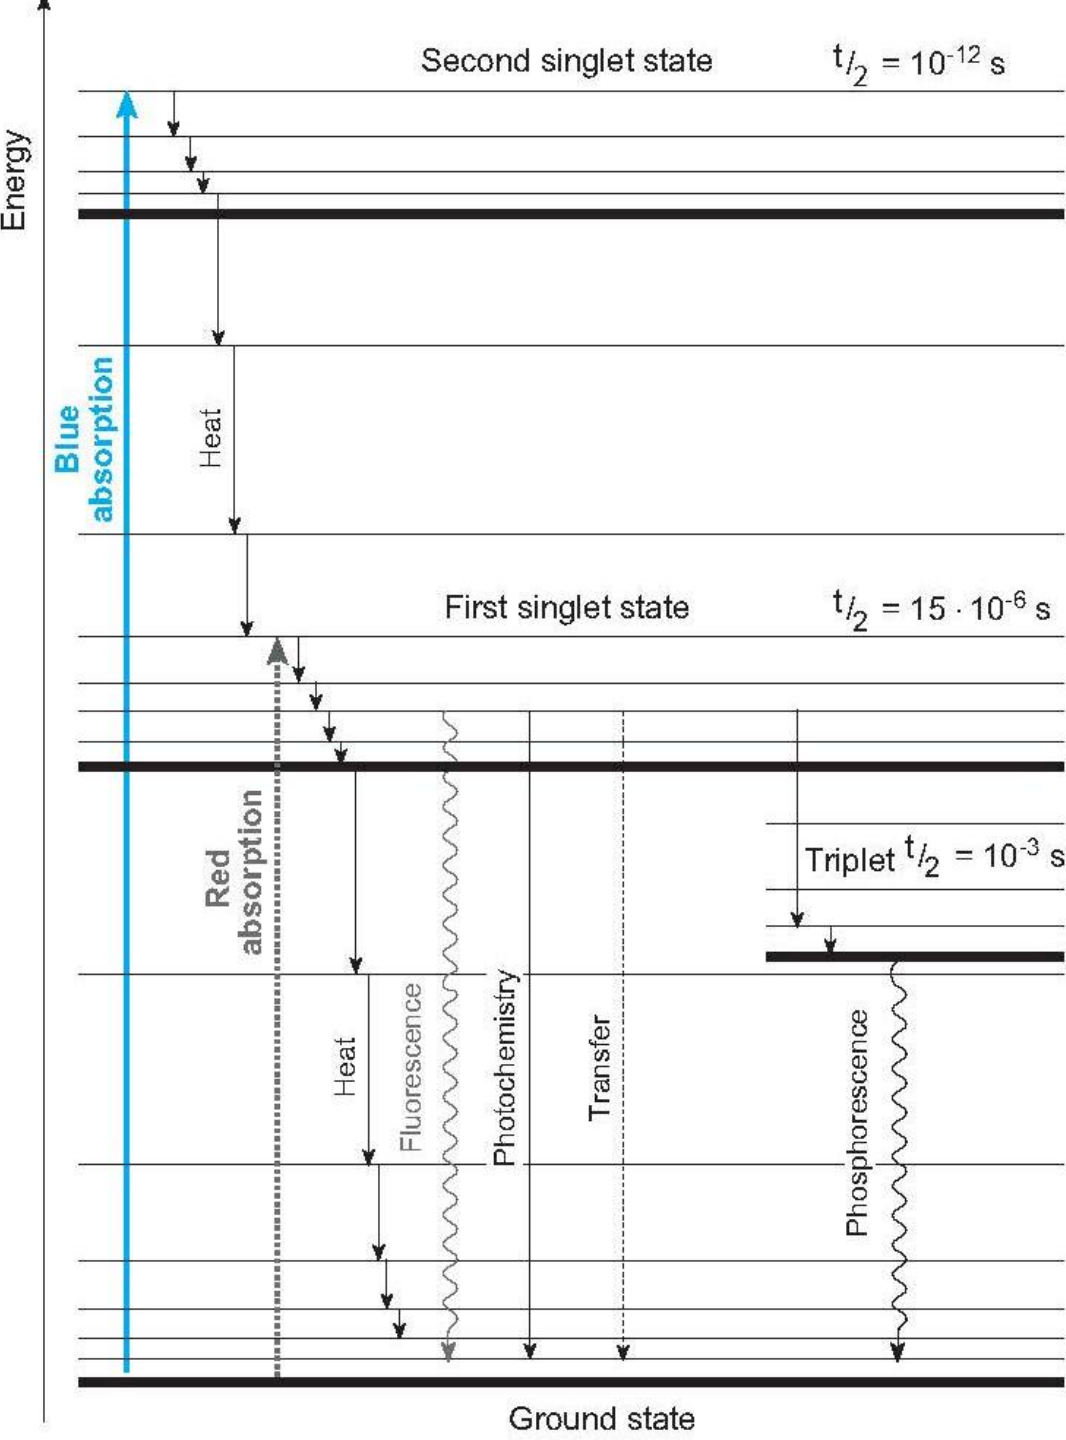 Second singlet state
t/2 = 10-12 s
Energy
Blue
absorption
Heat
First singlet state
t/2 = 15 · 10-6 s
Red
absorption
Triplet t/2 = 10-3 s
Heat
Fluorescence
Photochemistry
Transfer
Phosphorescence
Ground state